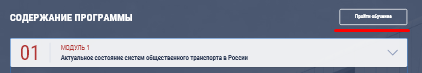 СОДЕРЖАНИЕ ПРОГРАММЫ
Пройти обучение
01
МОДУЛЬ 1
Актуальное состояние систем общественного транспорта в России